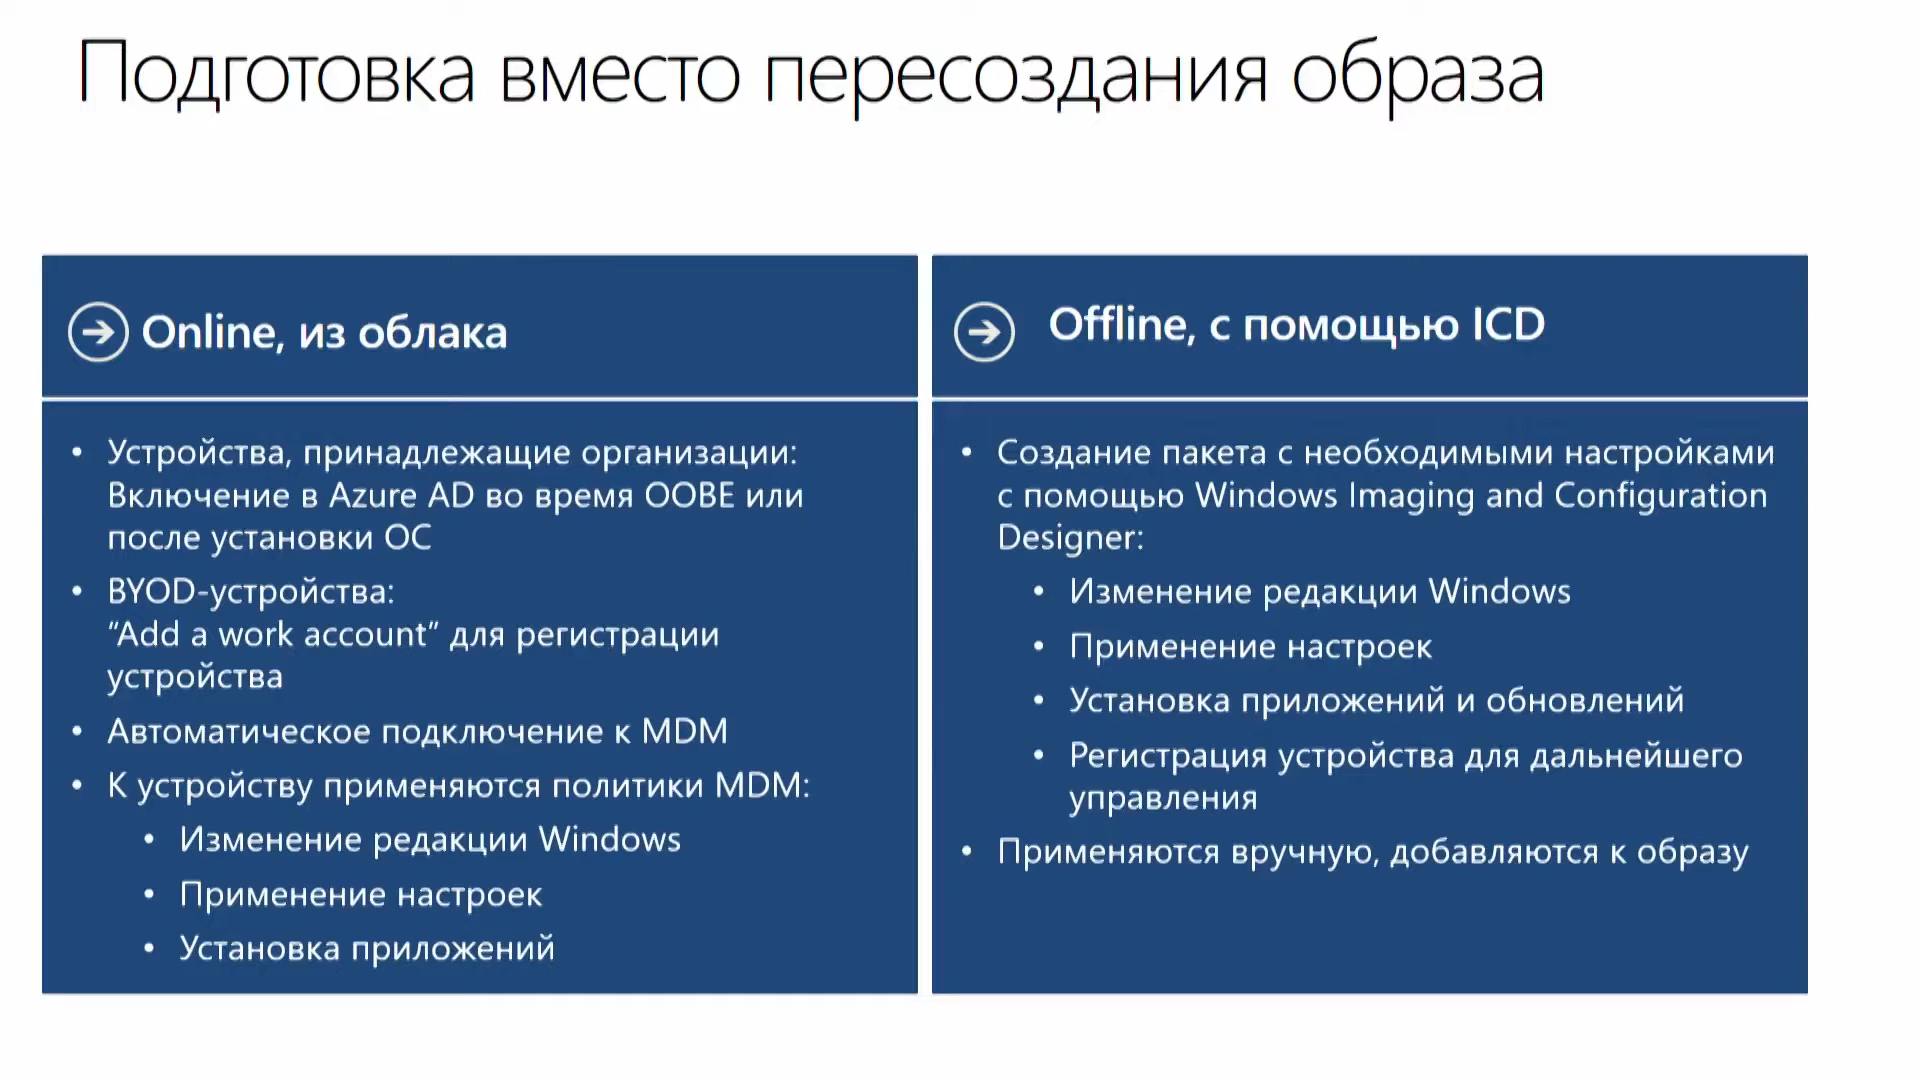 Подготовка вместо пересоздания образа
Online, из облака
• Устройства, принадлежащие организации:
Включение в Azure AD во время OOBE или
после установки ОС
• BYOD-устройства:
“Add a work account” для регистрации
устройства
• Автоматическое подключение к MDM
• К устройству применяются политики MDM:
• Изменение редакции Windows
• Применение настроек
• Установка приложений
Offline, с помощью ICD
• Создание пакета с необходимыми настройками
с помощью Windows Imaging and Configuration
Designer:
• Изменение редакции Windows
• Применение настроек
• Установка приложений и обновлений
• Регистрация устройства для дальнейшего
управления
• Применяются вручную, добавляются к образу